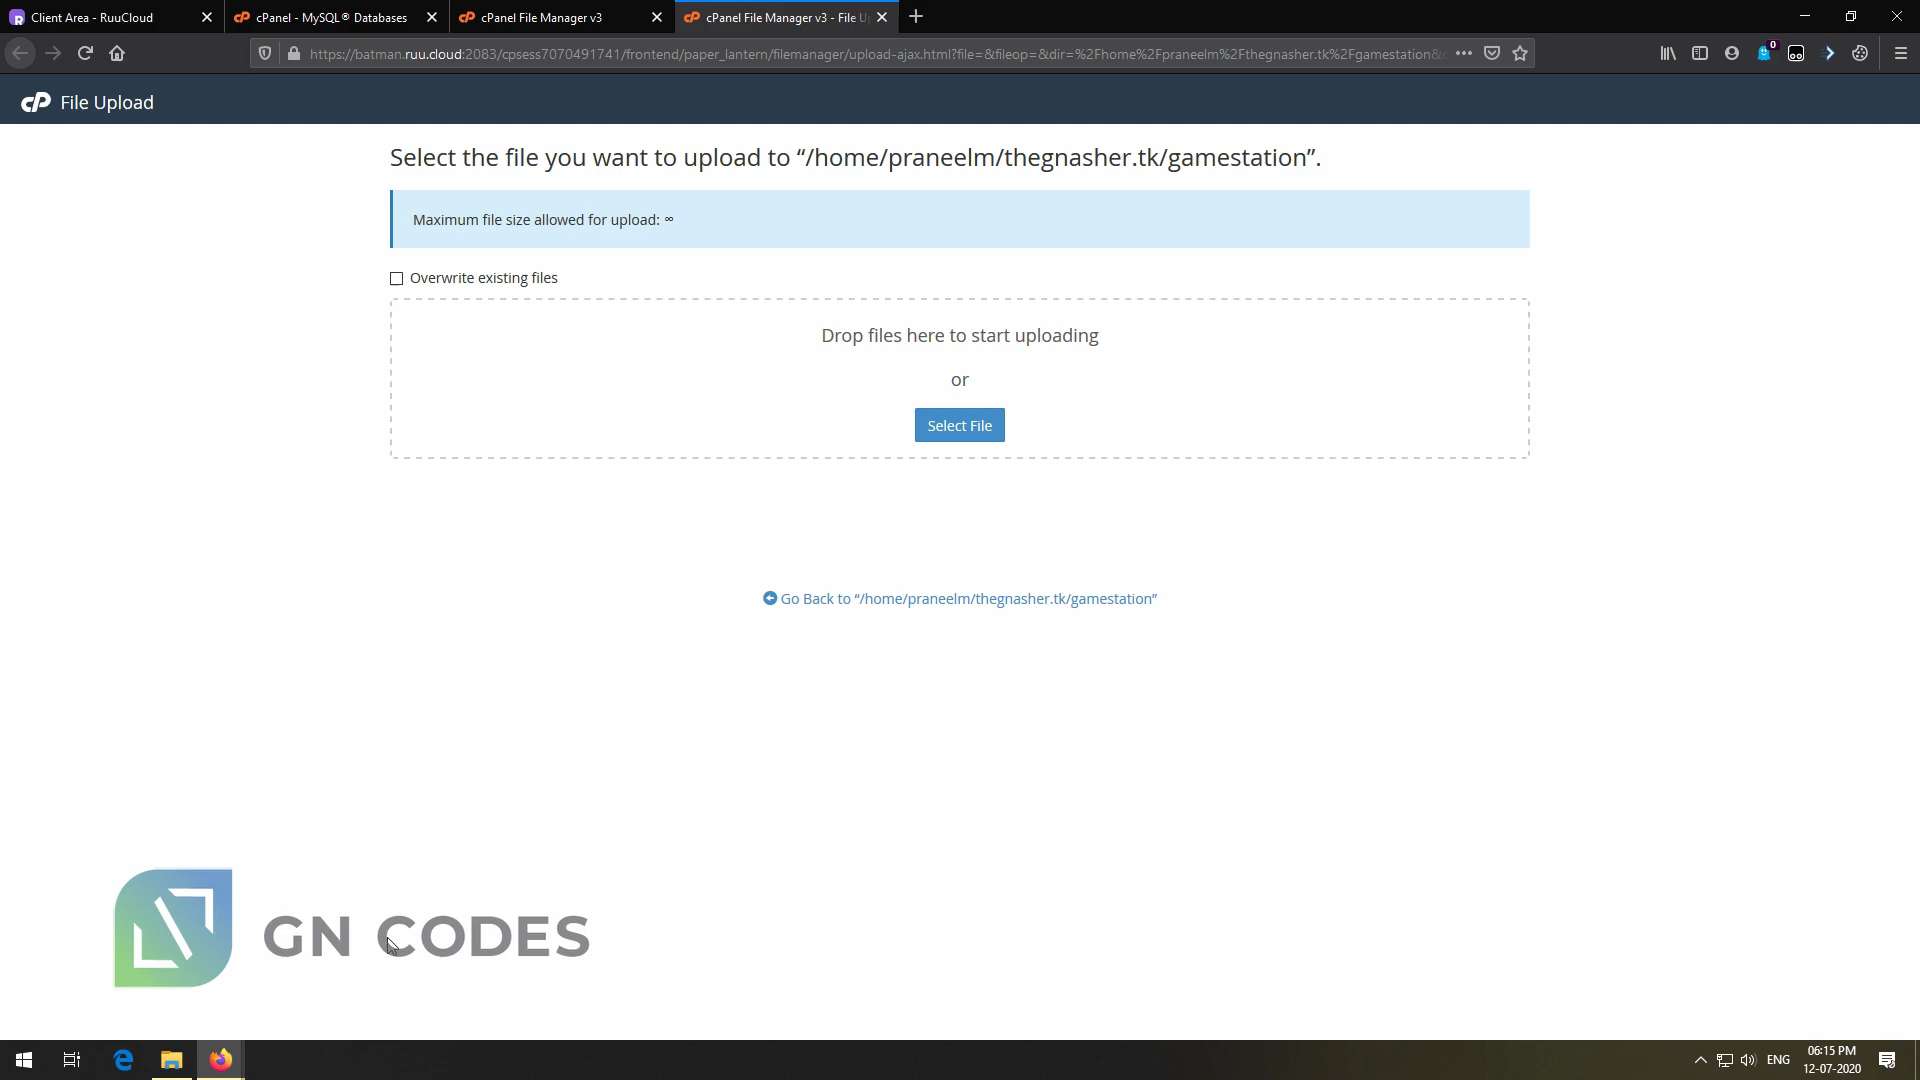 Client Area - RuuCloud
cPanel - MySQL® Databases
cPanel File Manager v3
cPanel File Manager v3 - File U
https://batman.ruu.cloud:2083/cpsess7070491741/frontend/paper_lantern/filemanager/upload-ajax.html?file=&fileop=&dir=%2Fhome%2Fpraneelm%2Fthegnasher.tk%2Fgamestation&
0
cP File Upload
Select the file you want to upload to “/home/praneelm/thegnasher.tk/gamestation”.
Maximum file size allowed for upload: ∞
Overwrite existing files
Drop files here to start uploading
or
Select File
Go Back to “/home/praneelm/thegnasher.tk/gamestation”
GN CODES
ENG
06:15 PM
12-07-2020